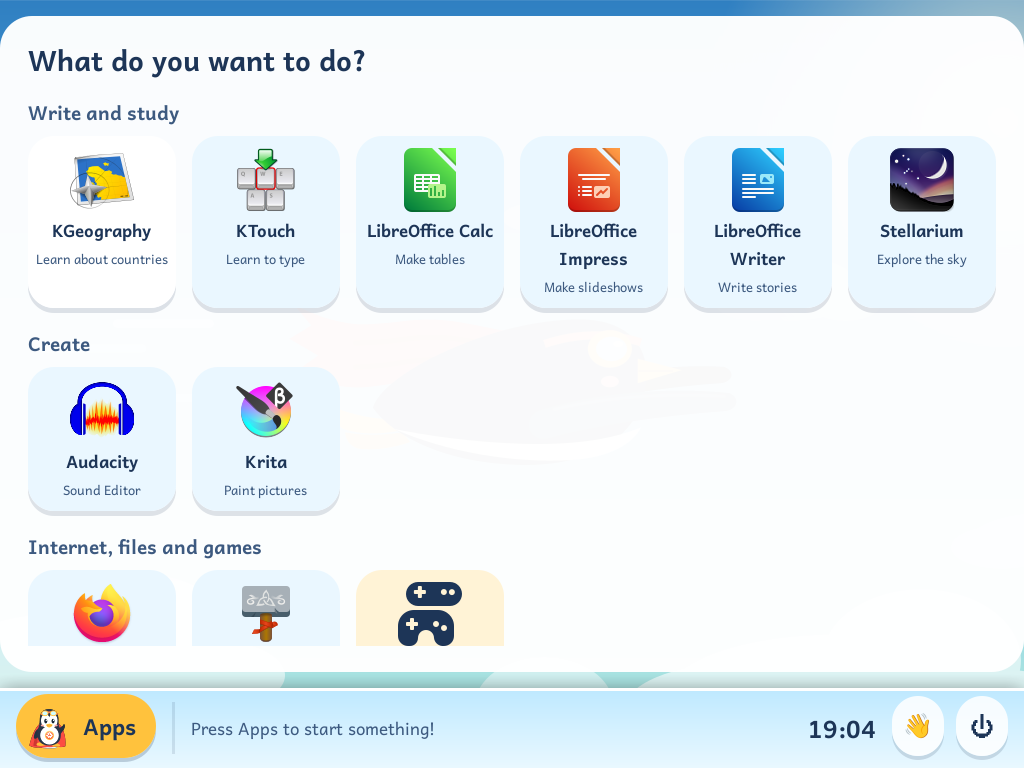 What do you want to do?
Write and study
KGeography
Learn about countries
KTouch
Learn to type
LibreOffice Calc
Make tables
LibreOffice
Impress
Make slideshows
LibreOffice
Writer
Write stories
Stellarium
Explore the sky
Create
Audacity
Sound Editor
Krita
Paint pictures
Internet, files and games
Apps
Press Apps to start something!
19:04